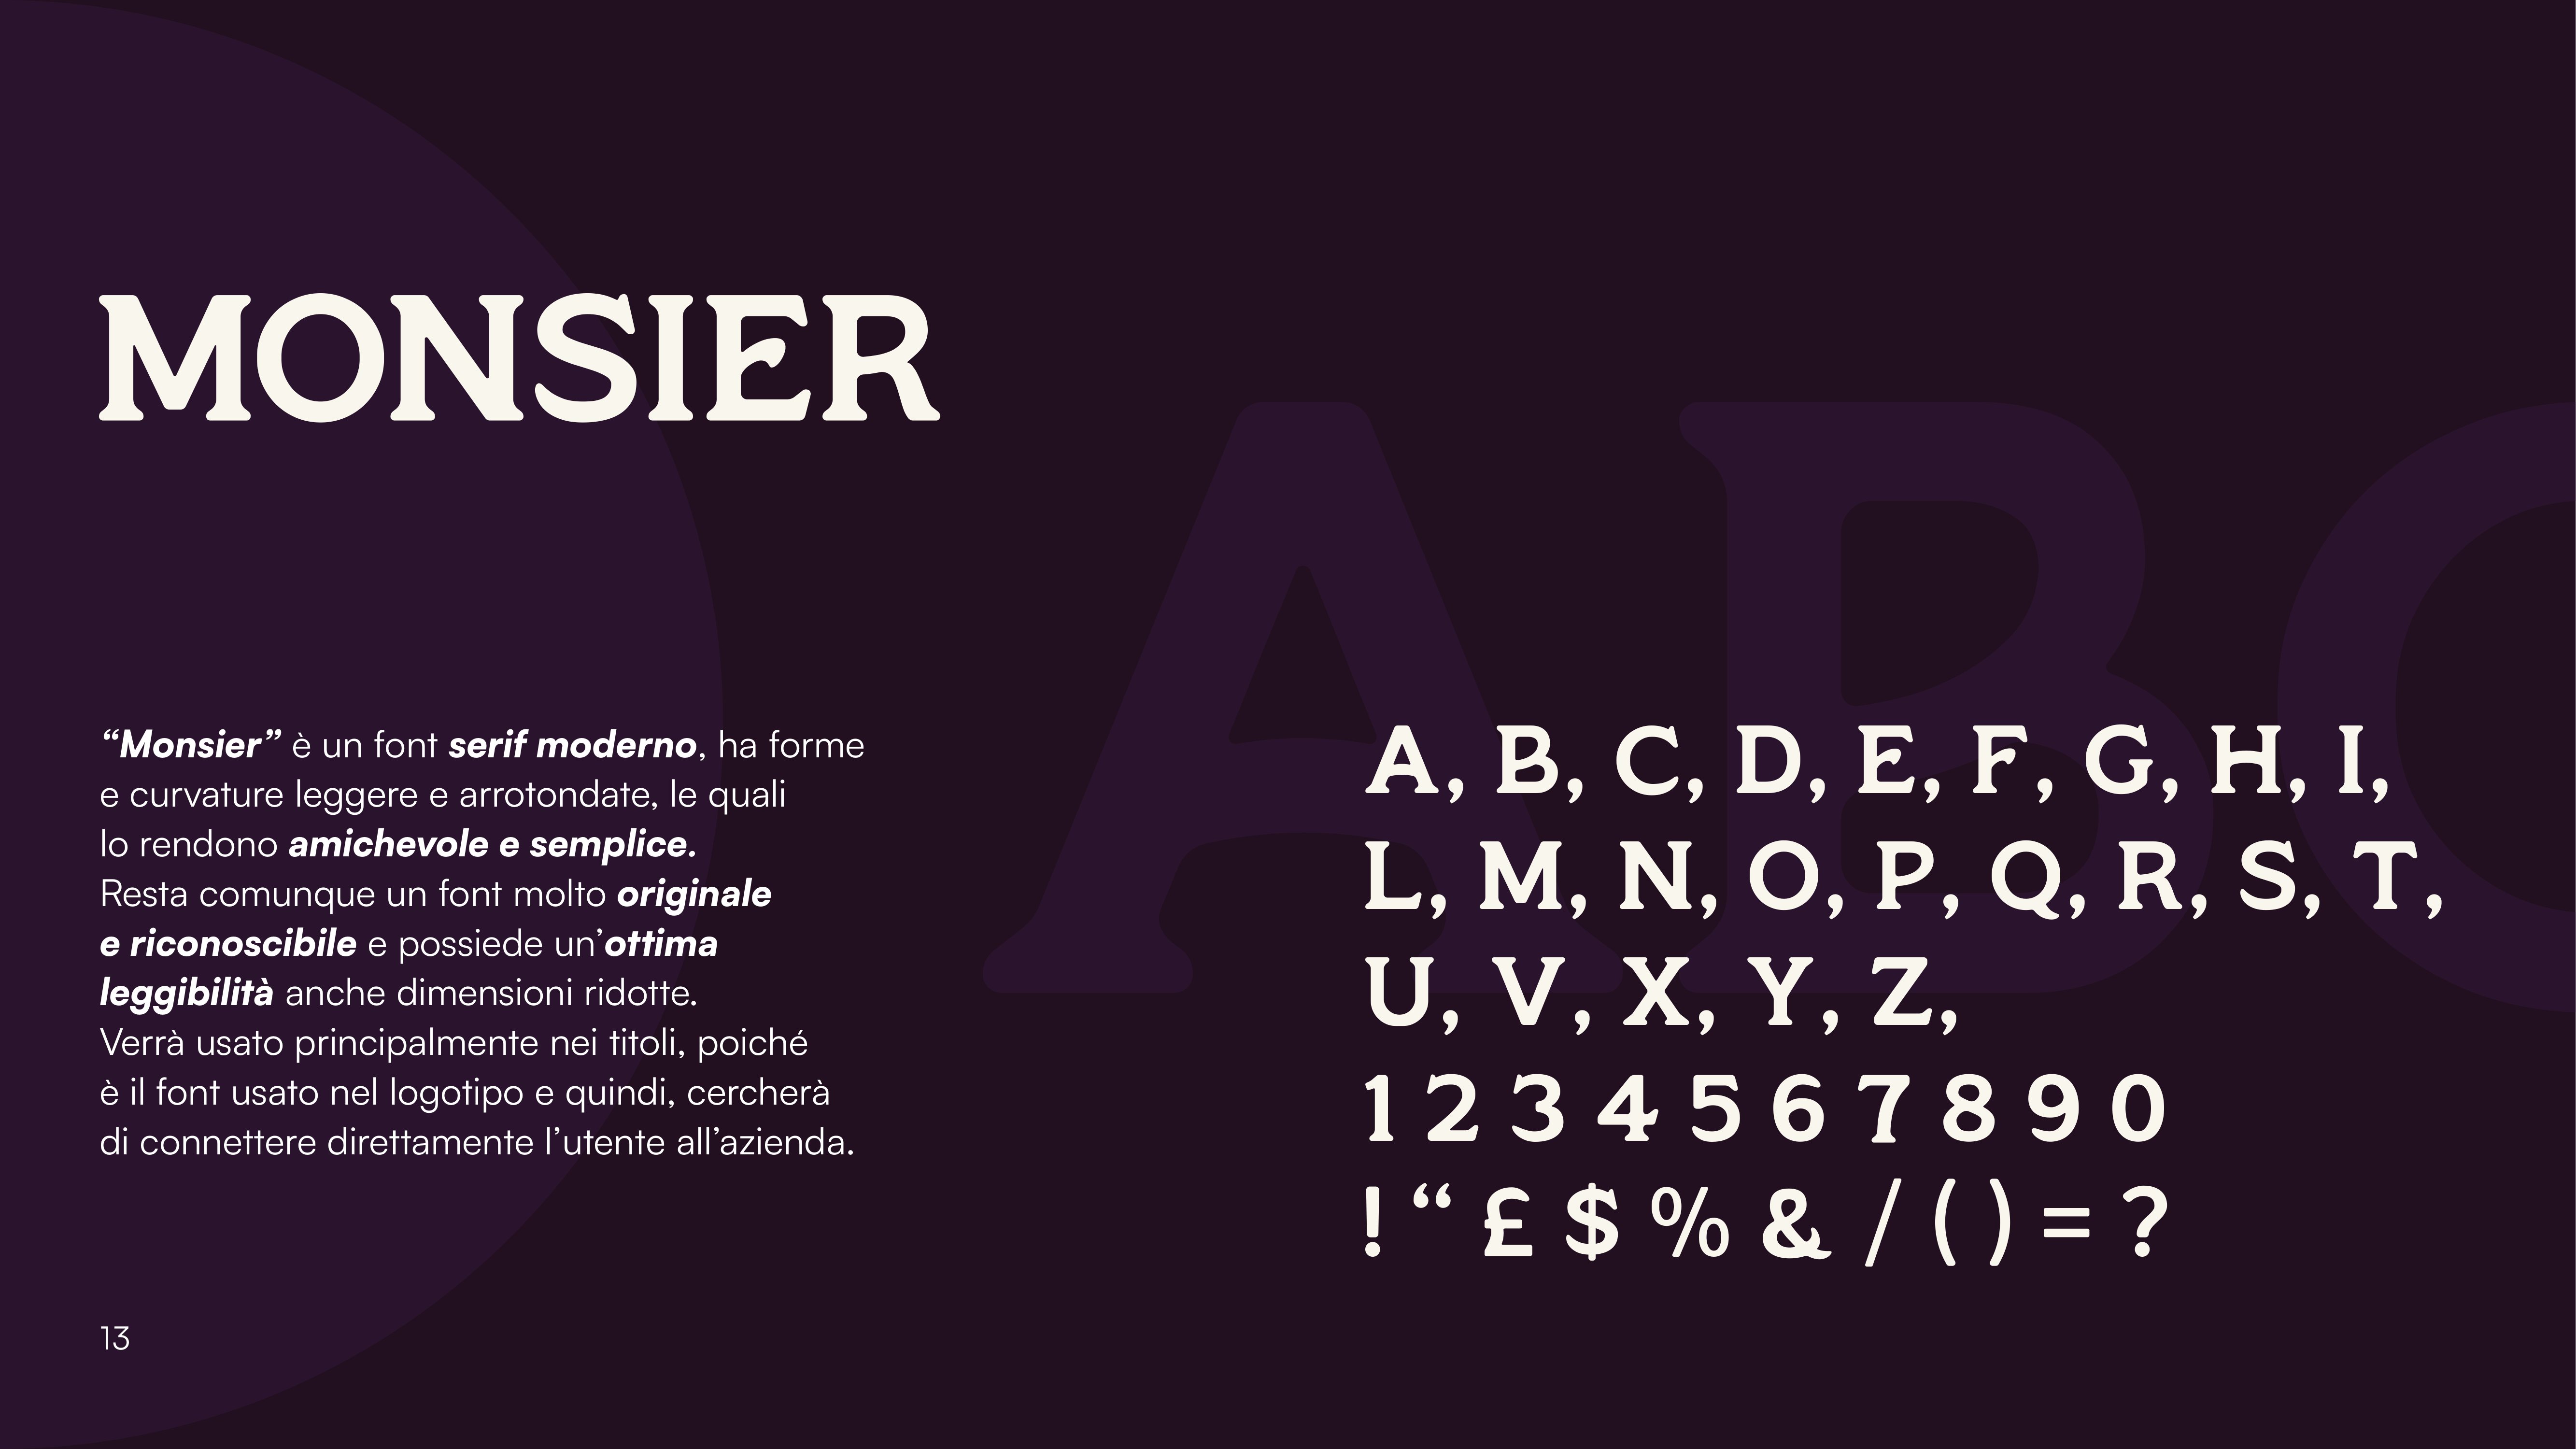 MONSIER
“Monsier” è un font serif moderno, ha forme
e curvature leggere e arrotondate, le quali
lo rendono amichevole e semplice.
Resta comunque un font molto originale
e riconoscibile e possiede un’ottima
leggibilità anche dimensioni ridotte.
Verrà usato principalmente nei titoli, poiché
è il font usato nel logotipo e quindi, cercherà
di connettere direttamente l’utente all’azienda.
ABC
A, B, C, D, E, F, G, H, I,
L, M, N, O, P, Q, R, S, T,
U, V, X, Y, Z,
1 2 3 4 5 6 7 8 9 0
! “ £ $ % & / ( ) = ?
13